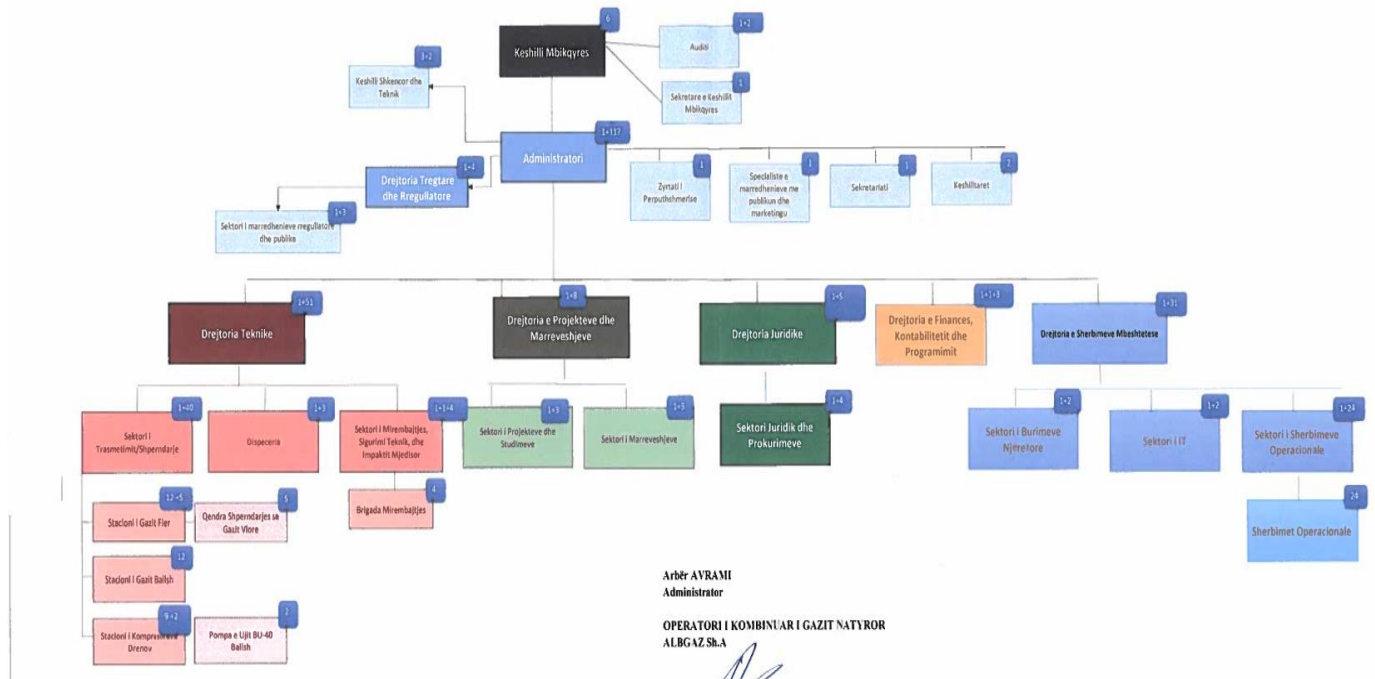 6
Keshilli Mbikqyres
1+2
Auditi
1
Sekretare e Keshillit
Mbikqyres
3+2
Keshilli Shkencor dhe
Teknik
1+117
Administratori
1+4
Drejtoria Tregtare
dhe Rregullatore
Sektori i marredhenieve rregullatore
dhe publike
1
Zyrtari i
Perputhshmerise
1
Specialiste e
marredhenieve me
publikun dhe
marketingu
1
Sekretariati
2
Keshilltaret
1+51
Drejtoria Teknike
1+8
Drejtoria e Projekteve dhe
Marreveshjeve
1+5
Drejtoria Juridike
1+1+3
Drejtoria e Finances,
Kontabilitetit dhe
Programimit
1+31
Drejtoria e Sherbimeve Mbeshtetese
1+40
Sektori i
Trasmetimit/Shperndarje
1+3
Dispeceria
1+1+4
Sektori i Mirembajtjes,
Sigurimi Teknik, dhe
Impaktit Mjedisor
1+3
Sektori i Projekteve dhe
Studimeve
1+3
Sektori i Marreveshjeve
1+4
Sektori Juridik dhe
Prokurimeve
1+2
Sektori i Burimeve
Njeretore
1+2
Sektori i IT
1+24
Sektori i Sherbimeve
Operacionale
12+5
Stacioni i Gazit Fier
5
Qendra Shperndarjes se
Gazit Vlore
4
Brigada Mirembajtjes
24
Sherbimet Operacionale
12
Stacioni i Gazit Ballsh
9+2
Stacioni i
Drenov
2
Pompa e Ujit BU-40
Ballsh
Arbër AVRAMI
Administrator
OPERATORI I KOMBINUAR I GAZIT NATYROR
ALBGAZ Sh.A